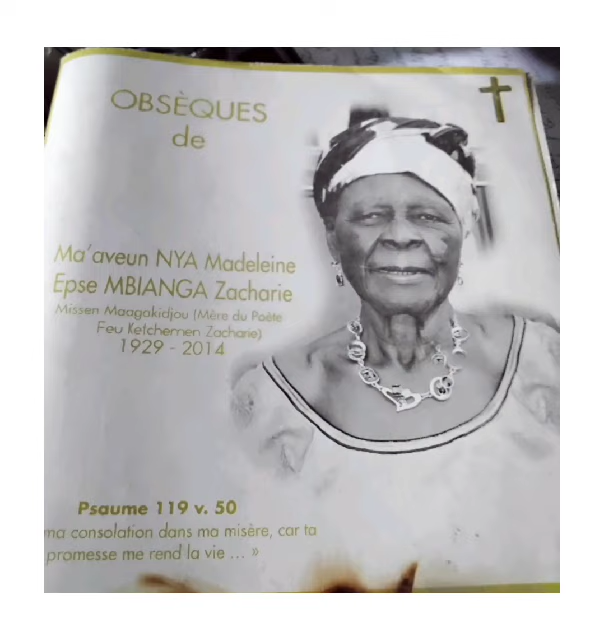 OBSÈQUES
de
Ma'aveun NYA Madeleine
Epse MBIANGA Zacharie
Missen Maagakidjou (Mère du Poète
Feu Ketchemen Zacharie)
1929 - 2014
Psaume 119 v. 50
ma consolation dans ma misère, car ta
promesse me rend la vie ... »